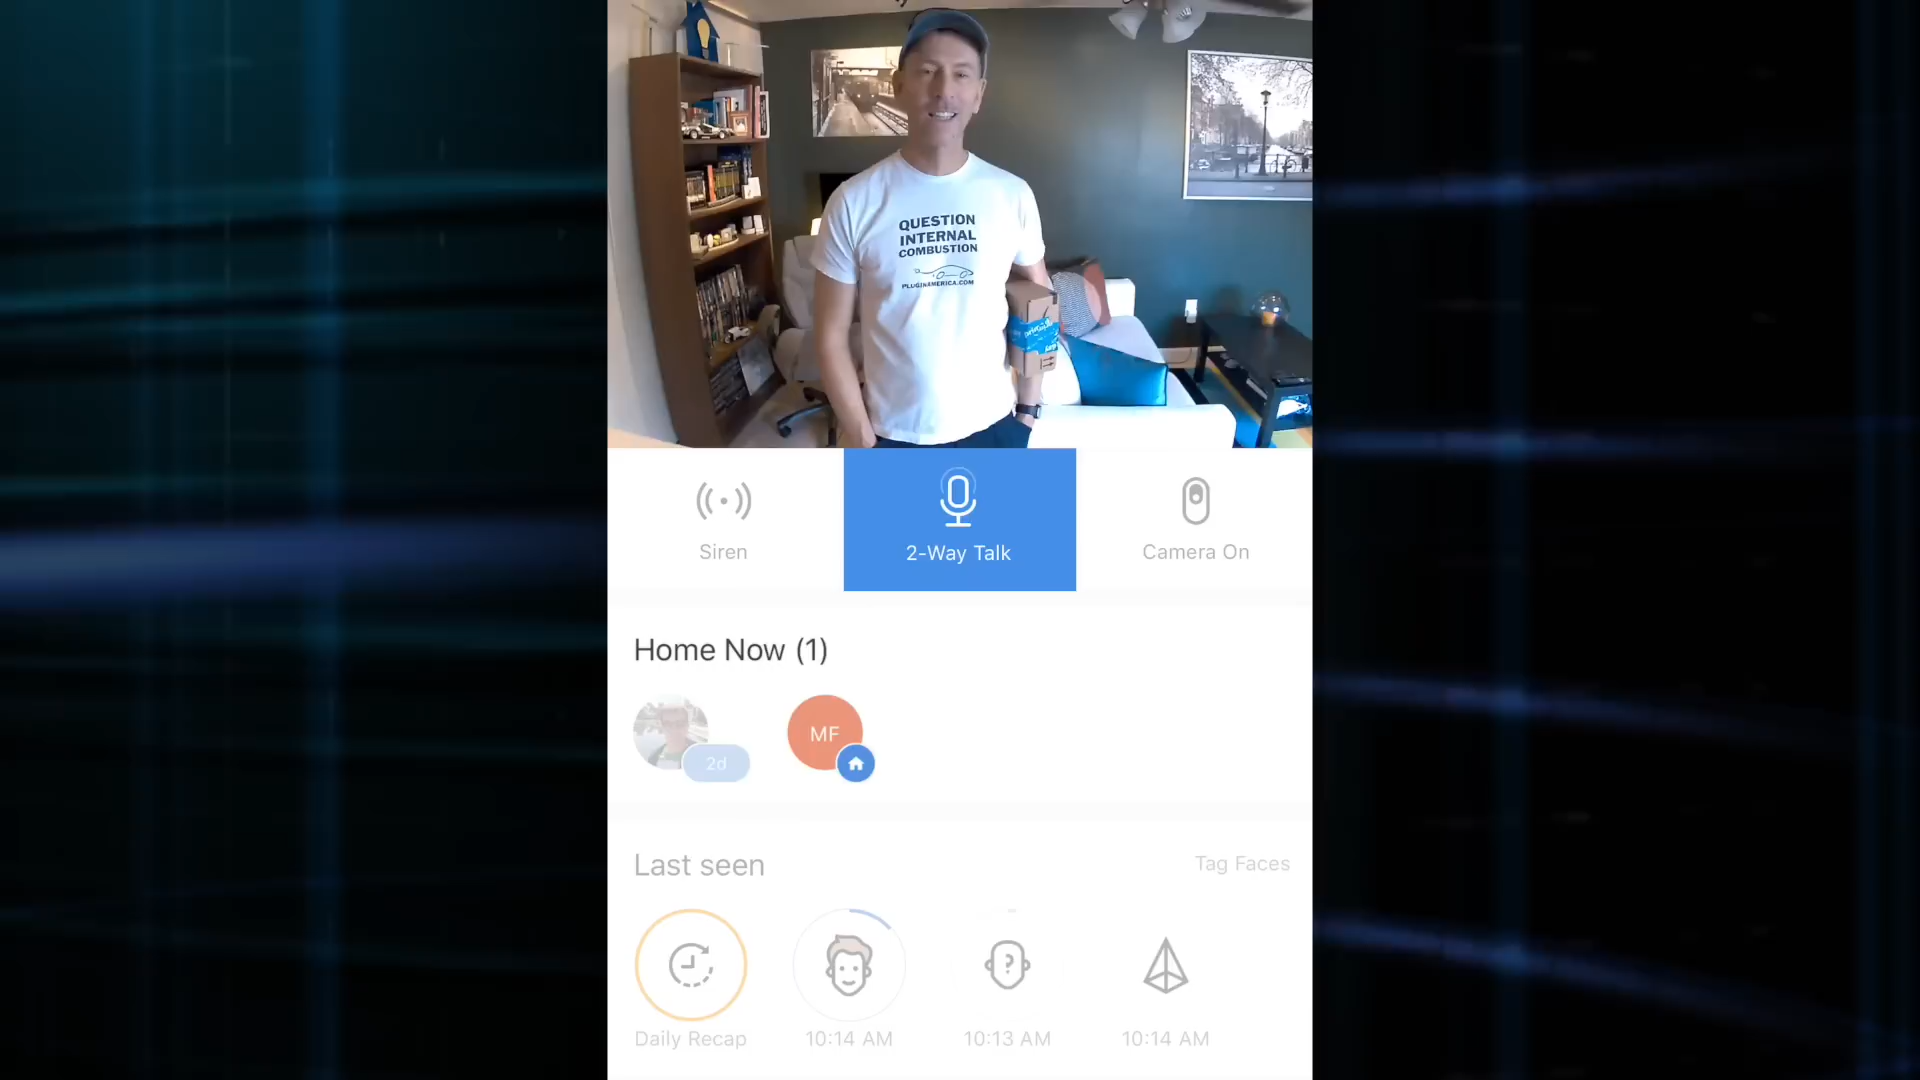 QUESTION
INTERNAL
COMBUSTION
PLUGINAMERICA.COM
Siren
2-Way Talk
Camera On
Home Now (1)
2d
MF
Last seen
Tag Faces
?
Daily Recap
10:14 AM
10:13 AM
10:14 AM